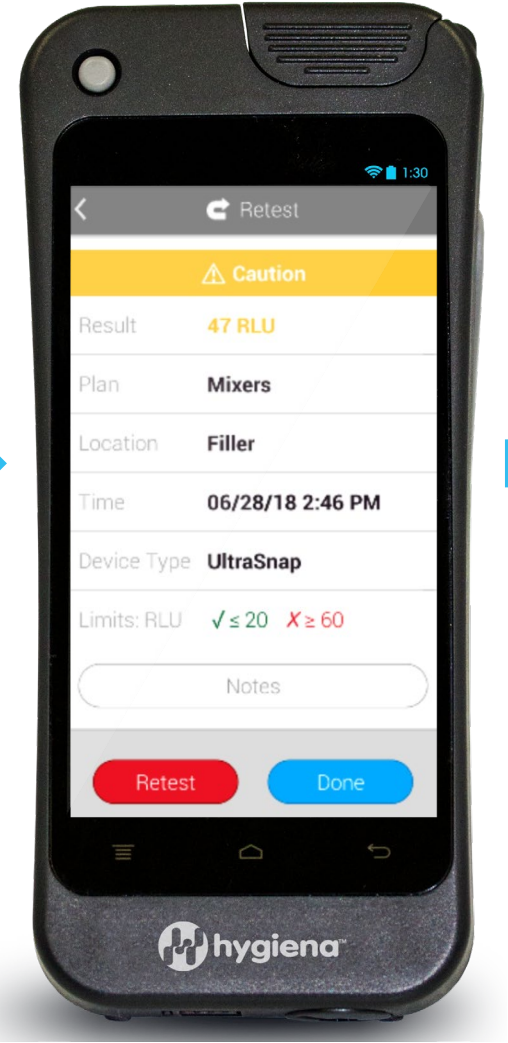 1:30
Retest
Caution
Result 47 RLU
Plan Mixers
Location Filler
Time 06/28/18 2:46 PM
Device Type UltraSnap
Limits: RLU √ ≤ 20 ✗ ≥ 60
Notes
Retest Done
hygiena™